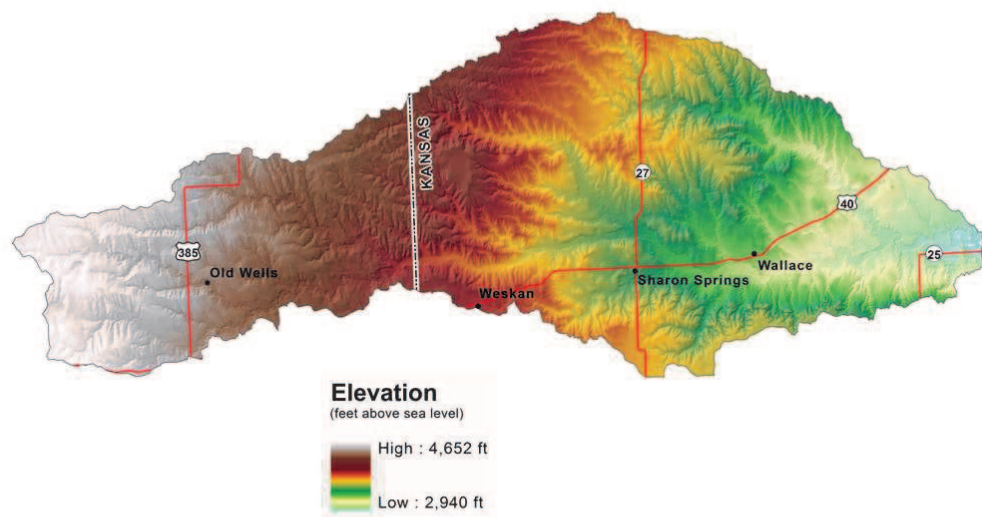 KANSAS
27
40
385
Old Wells
Wallace
25
Sharon Springs
Weskan
Elevation
(feet above sea level)
High : 4,652 ft
Low : 2,940 ft